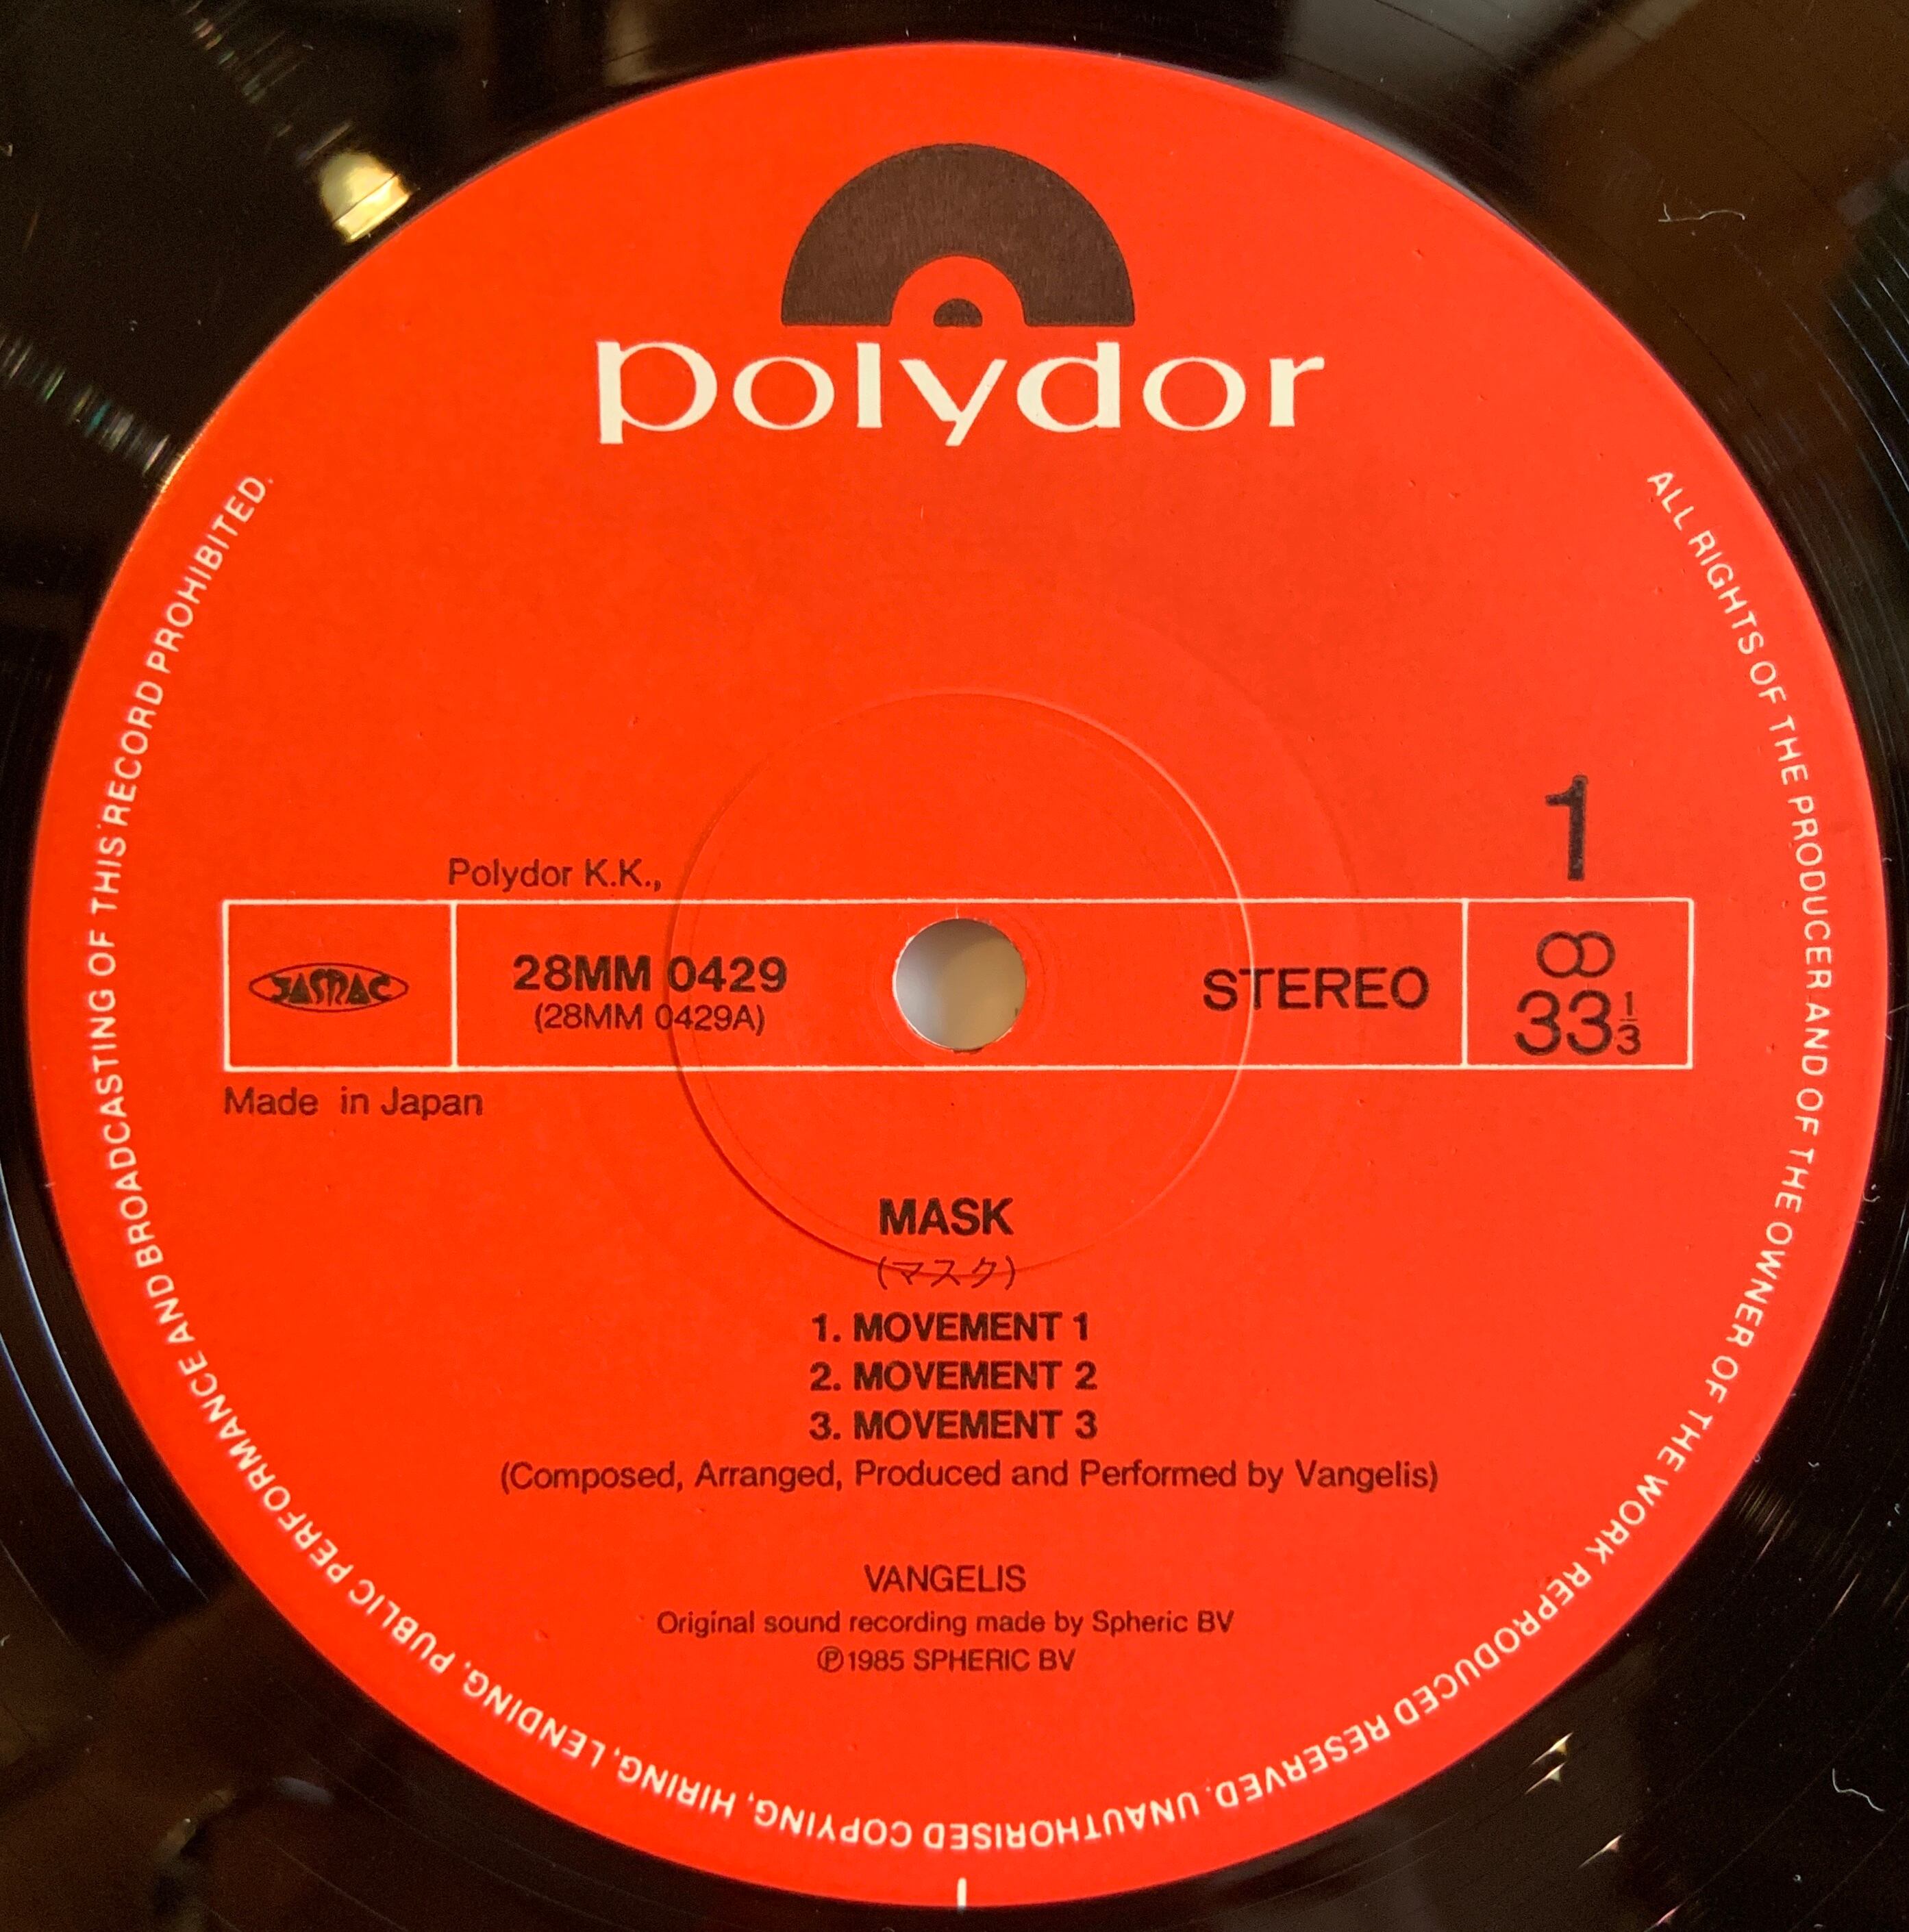 polydor
ALL RIGHTS OF THE PRODUCER AND OF THE OWNER OF THE WORK REPRODUCED RESERVED. UNAUTHORISED COPYING, HIRING, LENDING, PUBLIC PERFORMANCE AND BROADCASTING OF THIS RECORD PROHIBITED.
1
Polydor K.K.,
JASRAC
28MM 0429
(28MM 0429A)
STEREO
33 1/3
Made in Japan
MASK
(マスク)
1. MOVEMENT 1
2. MOVEMENT 2
3. MOVEMENT 3
(Composed, Arranged, Produced and Performed by Vangelis)
VANGELIS
Original sound recording made by Spheric BV
℗1985 SPHERIC BV